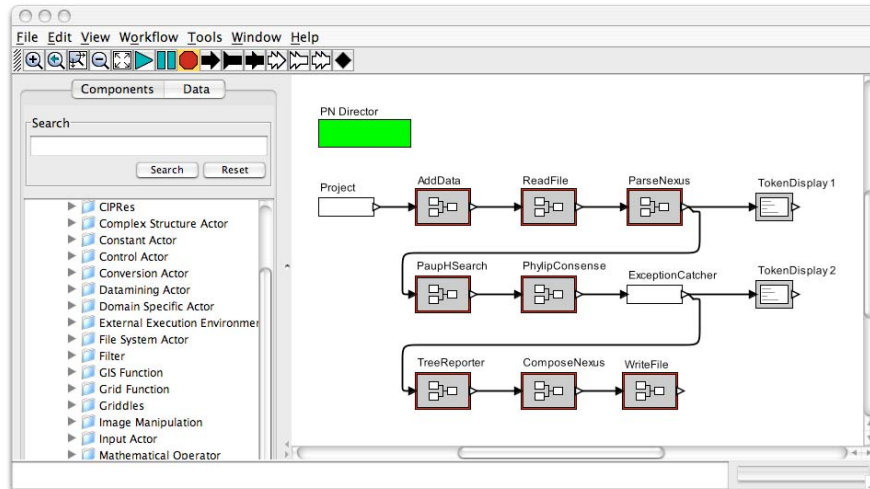 File Edit View Workflow Tools Window Help
Components Data
Search
Search Reset
CIPRes
Complex Structure Actor
Constant Actor
Control Actor
Conversion Actor
Datamining Actor
Domain Specific Actor
External Execution Environmen
File System Actor
Filter
GIS Function
Grid Function
Griddles
Image Manipulation
Input Actor
Mathematical Operator
PN Director
Project AddData ReadFile ParseNexus TokenDisplay 1
PaupHSearch PhylipConsense ExceptionCatcher TokenDisplay 2
TreeReporter ComposeNexus WriteFile